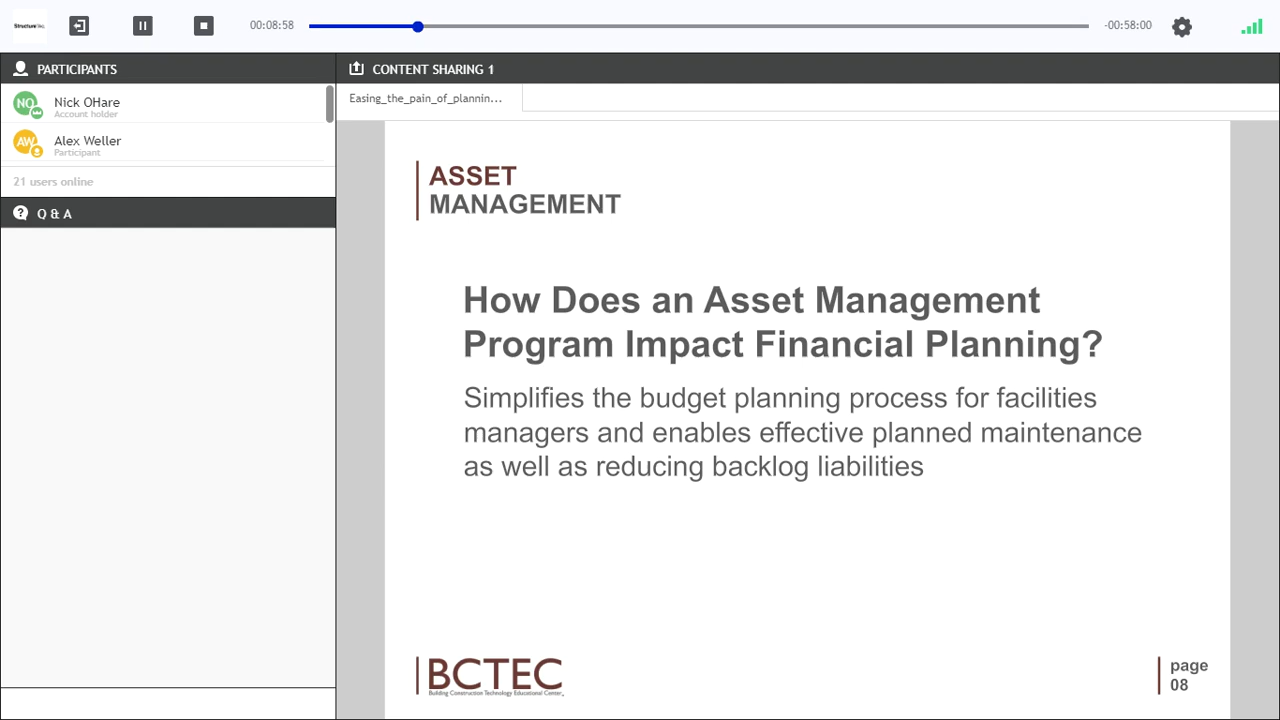 StructureTec
00:08:58
-00:58:00
PARTICIPANTS
NO
Nick OHare
Account holder
AW
Alex Weller
Participant
21 users online
Q & A
CONTENT SHARING 1
Easing_the_pain_of_plannin...
ASSET
MANAGEMENT
How Does an Asset Management
Program Impact Financial Planning?
Simplifies the budget planning process for facilities
managers and enables effective planned maintenance
as well as reducing backlog liabilities
BCTEC
Building Construction Technology Educational Center
page
08